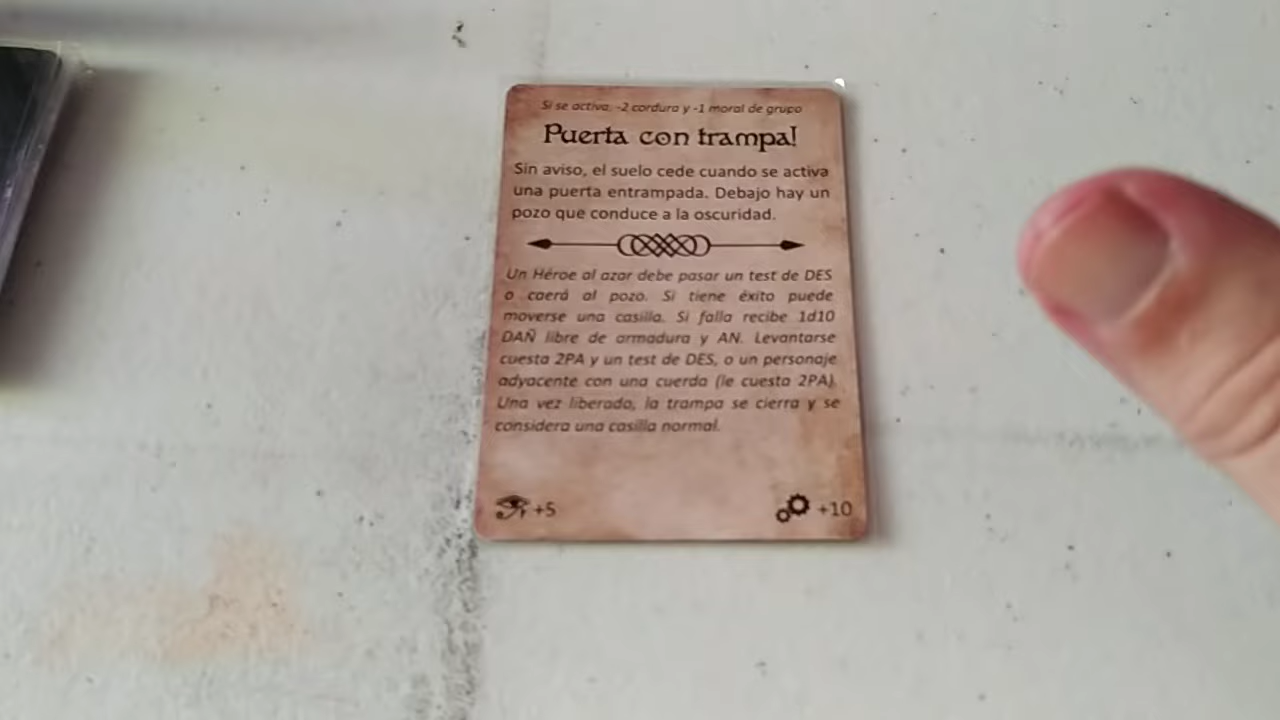 Si se activa, -2 cordura y -1 moral de grupo
Puerta con trampa!
Sin aviso, el suelo cede cuando se activa
una puerta entrampada. Debajo hay un
pozo que conduce a la oscuridad.
Un Héroe al azar debe pasar un test de DES
o caerá al pozo. Si tiene éxito puede
moverse una casilla. Si falla recibe 1d10
DAÑ libre de armadura y AN. Levantarse
cuesta 2PA y un test de DES, o un personaje
adyacente con una cuerda (le cuesta 2PA).
Una vez liberado, la trampa se cierra y se
considera una casilla normal.
+5
+10